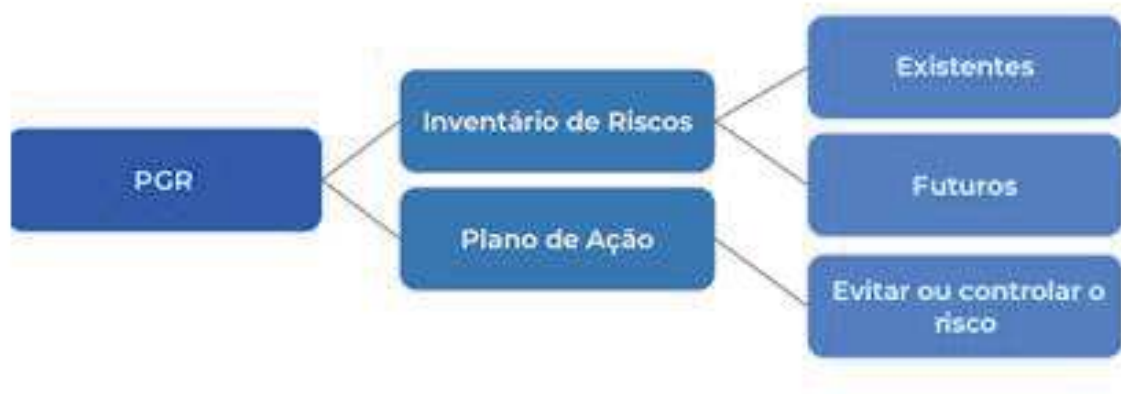 PGR
Inventário de Riscos
Plano de Ação
Existentes
Futuros
Evitar ou controlar o
risco